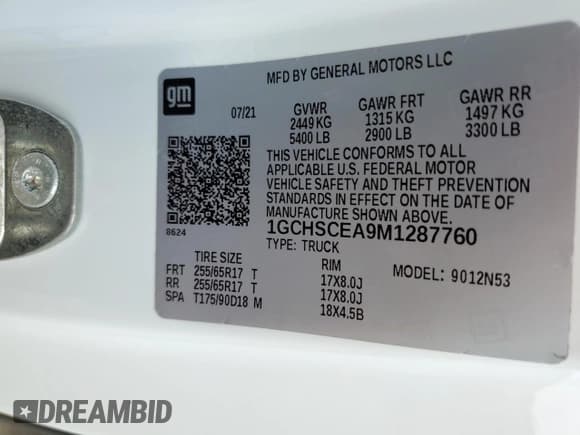 gm
MFD BY GENERAL MOTORS LLC
07/21 GVWR GAWR FRT GAWR RR
2449 KG 1315 KG 1497 KG
5400 LB 2900 LB 3300 LB
THIS VEHICLE CONFORMS TO ALL
APPLICABLE U.S. FEDERAL MOTOR
VEHICLE SAFETY AND THEFT PREVENTION
STANDARDS IN EFFECT ON THE DATE OF
MANUFACTURE SHOWN ABOVE.
8624 1GCHSCEA9M1287760
TYPE: TRUCK
TIRE SIZE RIM MODEL: 9012N53
FRT 255/65R17 T 17X8.0J
RR 255/65R17 T 17X8.0J
SPA T175/90D18 M 18X4.5B
DREAMBID